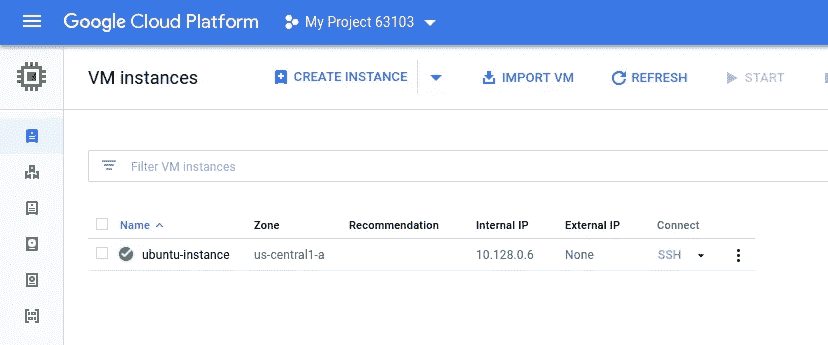 Google Cloud Platform My Project 63103
VM instances CREATE INSTANCE IMPORT VM REFRESH START
Filter VM instances
Name Zone Recommendation Internal IP External IP Connect
ubuntu-instance us-central1-a 10.128.0.6 None SSH